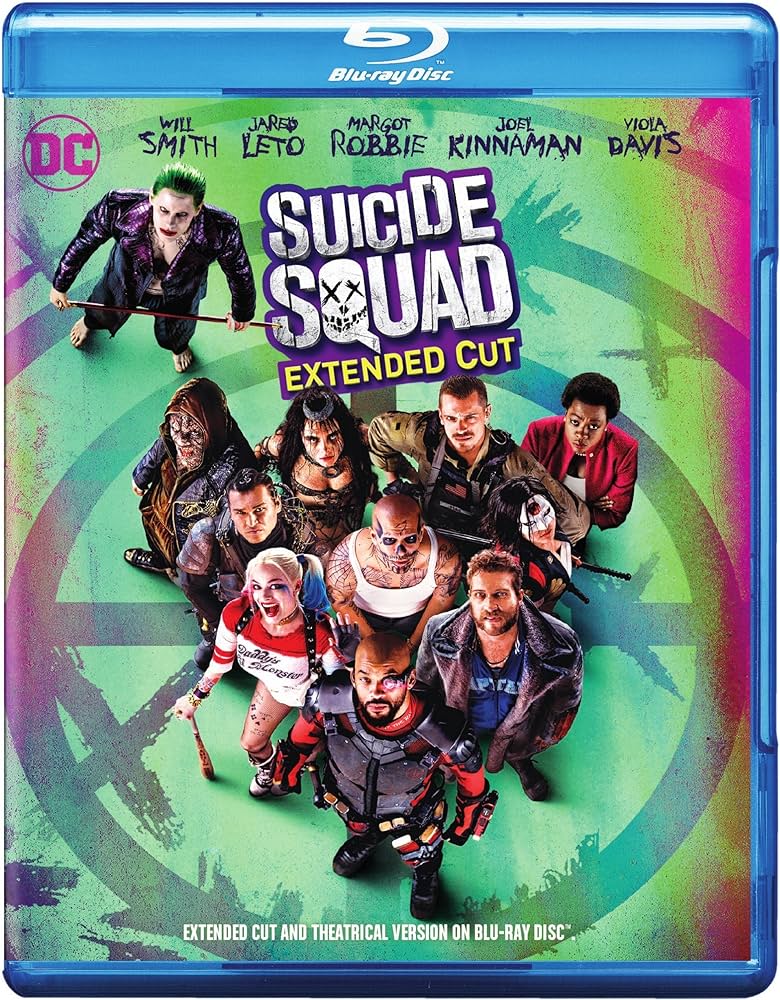 Blu-ray Disc™
DC
WILL SMITH
JARED LETO
MARGOT ROBBIE
JOEL KINNAMAN
VIOLA DAVIS
SUICIDE
SQUAD
EXTENDED CUT
Daddy's
Lil Monster
EXTENDED CUT AND THEATRICAL VERSION ON BLU-RAY DISC™.